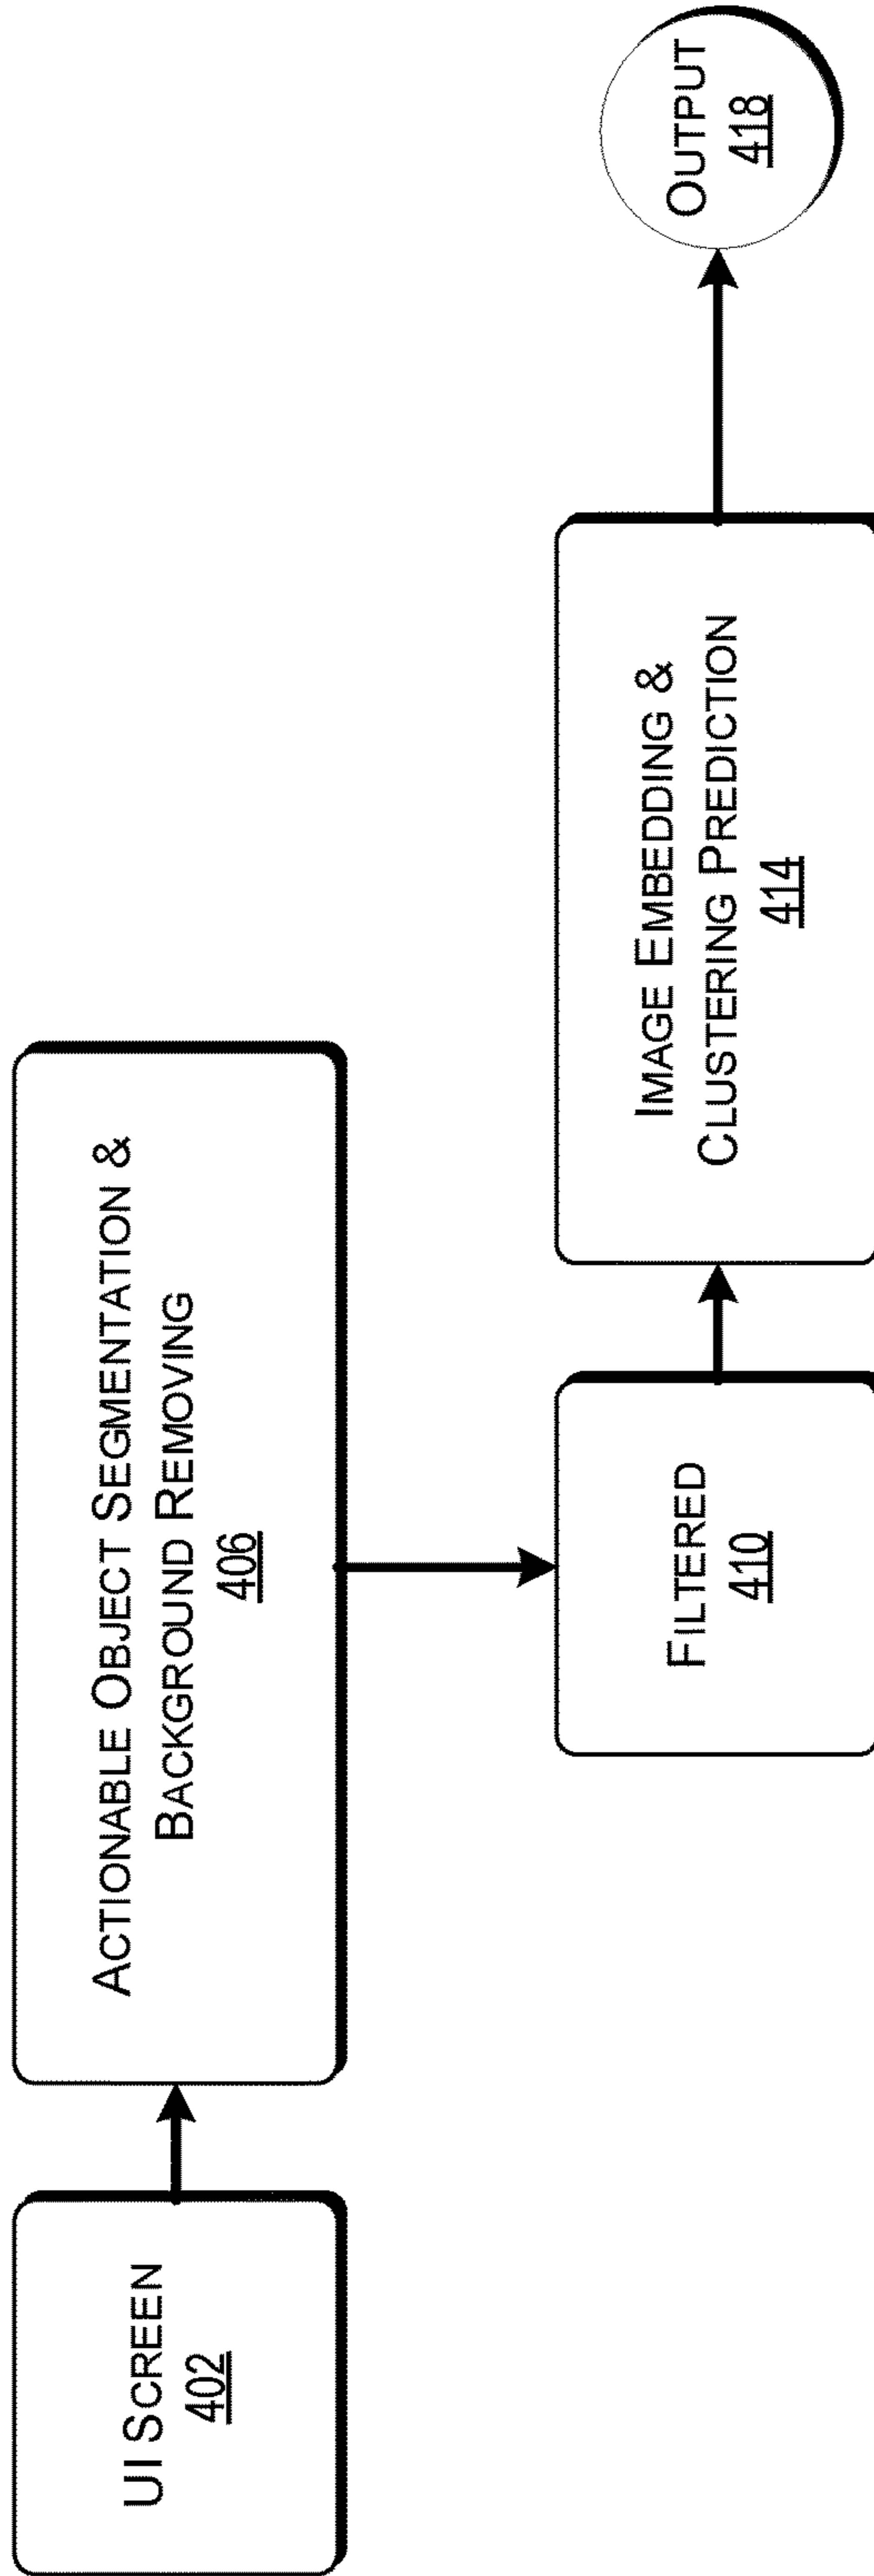 UI SCREEN
402
ACTIONABLE OBJECT SEGMENTATION &
BACKGROUND REMOVING
406
FILTERED
410
IMAGE EMBEDDING &
CLUSTERING PREDICTION
414
OUTPUT
418